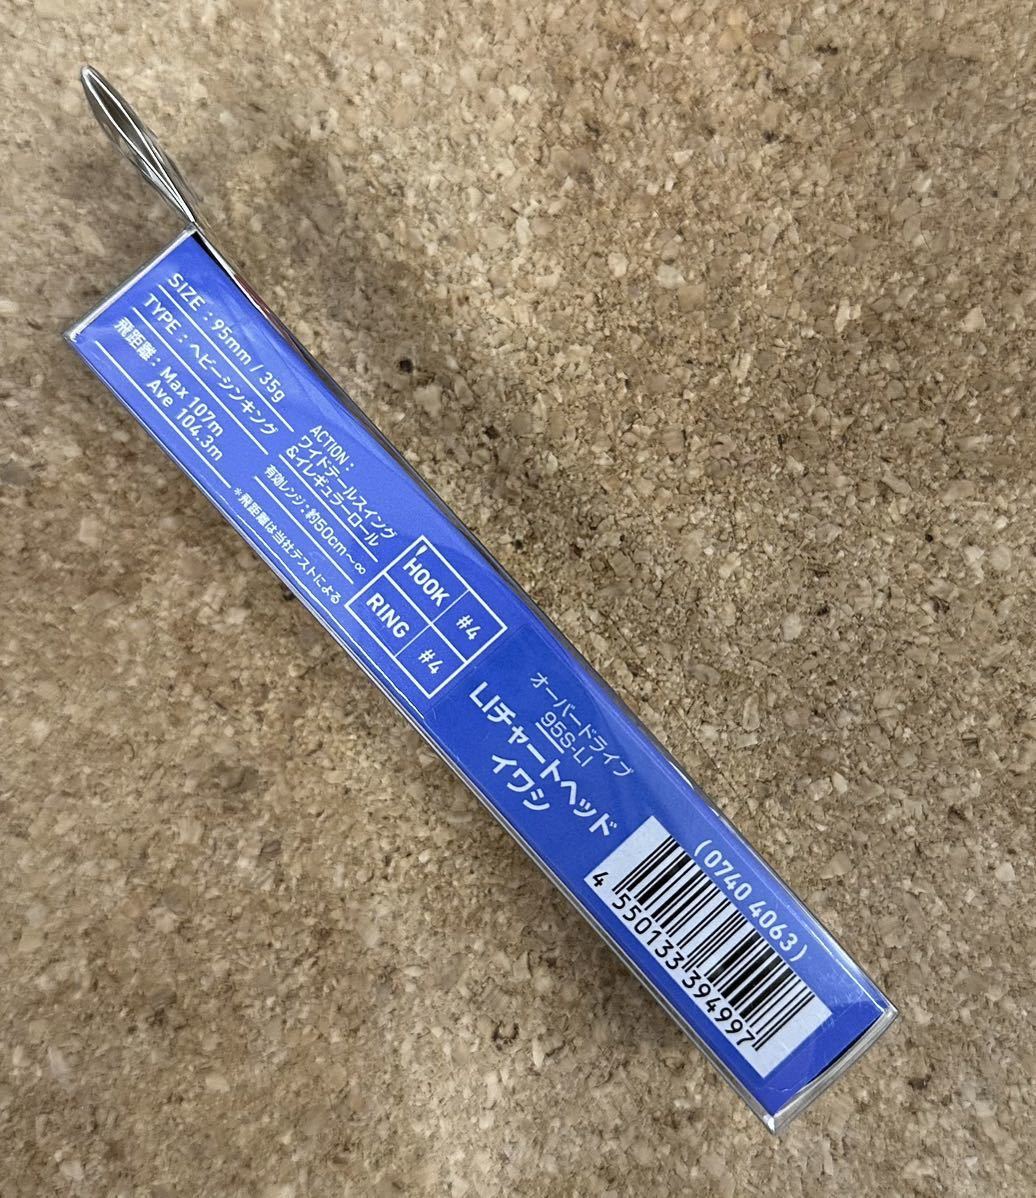 SIZE : 95mm / 35g
TYPE : ヘビーシンキング
飛距離 : Max 107m
Ave 104.3m
ACTION :
ワイドテールスイング
&イレギュラーロール
有効レンジ : 約50cm～∞
*飛距離は当社テストによる
HOOK #4
RING #4
オーバードライブ
95S-LI
LIチャートヘッド
イワシ
(0740 4063)
4 550133 394997